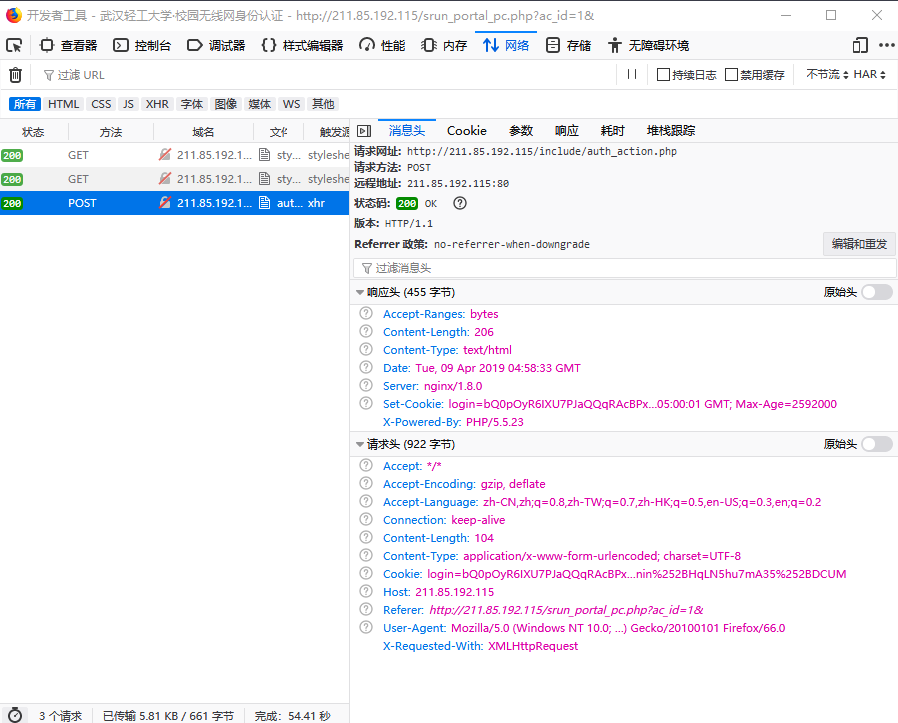 开发者工具 - 武汉轻工大学·校园无线网身份认证 - http://211.85.192.115/srun_portal_pc.php?ac_id=1&
查看器 控制台 调试器 样式编辑器 性能 内存 网络 存储 无障碍环境
过滤 URL 持续日志 禁用缓存 不节流 HAR
所有 HTML CSS JS XHR 字体 图像 媒体 WS 其他
状态 方法 域名 文件 触发源
200 GET 211.85.192.1... sty... styleshe
200 GET 211.85.192.1... sty... styleshe
200 POST 211.85.192.1... aut... xhr
消息头 Cookie 参数 响应 耗时 堆栈跟踪
请求网址: http://211.85.192.115/include/auth_action.php
请求方法: POST
远程地址: 211.85.192.115:80
状态码: 200 OK
版本: HTTP/1.1
Referrer 政策: no-referrer-when-downgrade 编辑和重发
过滤消息头
响应头 (455 字节) 原始头
Accept-Ranges: bytes
Content-Length: 206
Content-Type: text/html
Date: Tue, 09 Apr 2019 04:58:33 GMT
Server: nginx/1.8.0
Set-Cookie: login=bQ0pOyR6IXU7PJaQQqRAcBPx...05:00:01 GMT; Max-Age=2592000
X-Powered-By: PHP/5.5.23
请求头 (922 字节) 原始头
Accept: */*
Accept-Encoding: gzip, deflate
Accept-Language: zh-CN,zh;q=0.8,zh-TW;q=0.7,zh-HK;q=0.5,en-US;q=0.3,en;q=0.2
Connection: keep-alive
Content-Length: 104
Content-Type: application/x-www-form-urlencoded; charset=UTF-8
Cookie: login=bQ0pOyR6IXU7PJaQQqRAcBPx...nin%252BHqLN5hu7mA35%252BDCUM
Host: 211.85.192.115
Referer: http://211.85.192.115/srun_portal_pc.php?ac_id=1&
User-Agent: Mozilla/5.0 (Windows NT 10.0; ...) Gecko/20100101 Firefox/66.0
X-Requested-With: XMLHttpRequest
3 个请求 已传输 5.81 KB / 661 字节 完成: 54.41 秒